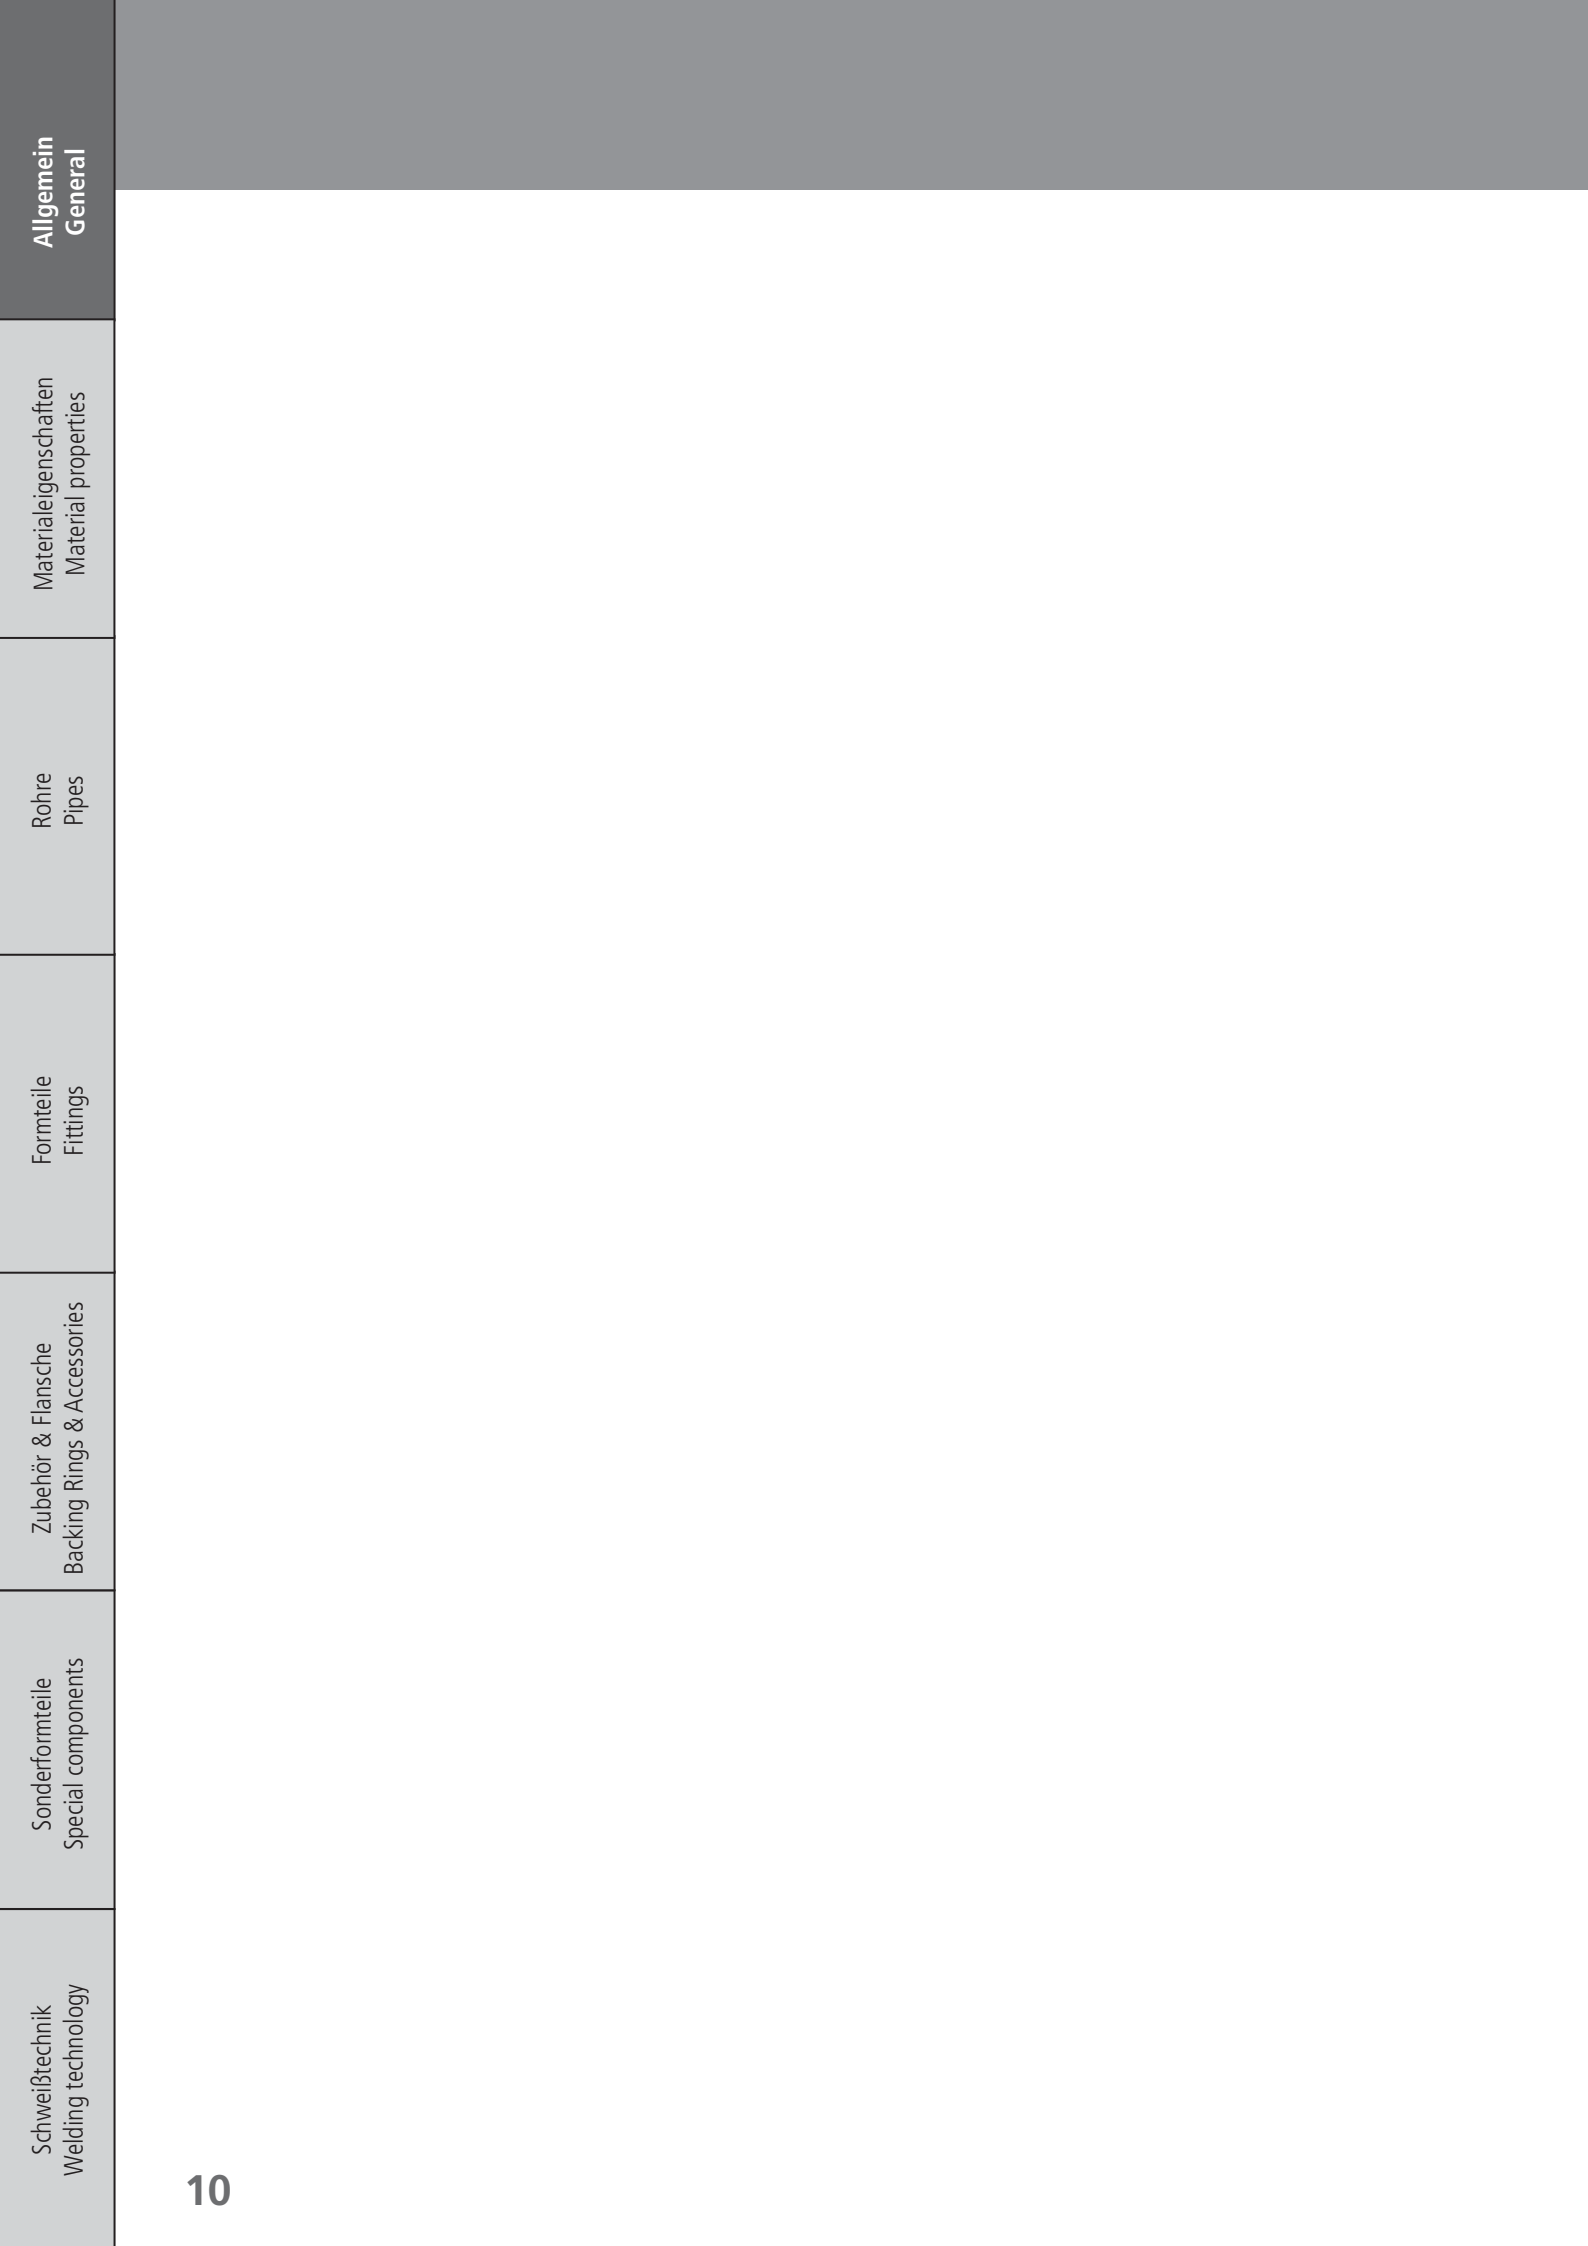 Allgemein
General
Materialeigenschaften
Material properties
Rohre
Pipes
Formteile
Fittings
Zubehör & Flansche
Backing Rings & Accessories
Sonderformteile
Special components
Schweißtechnik
Welding technology
10